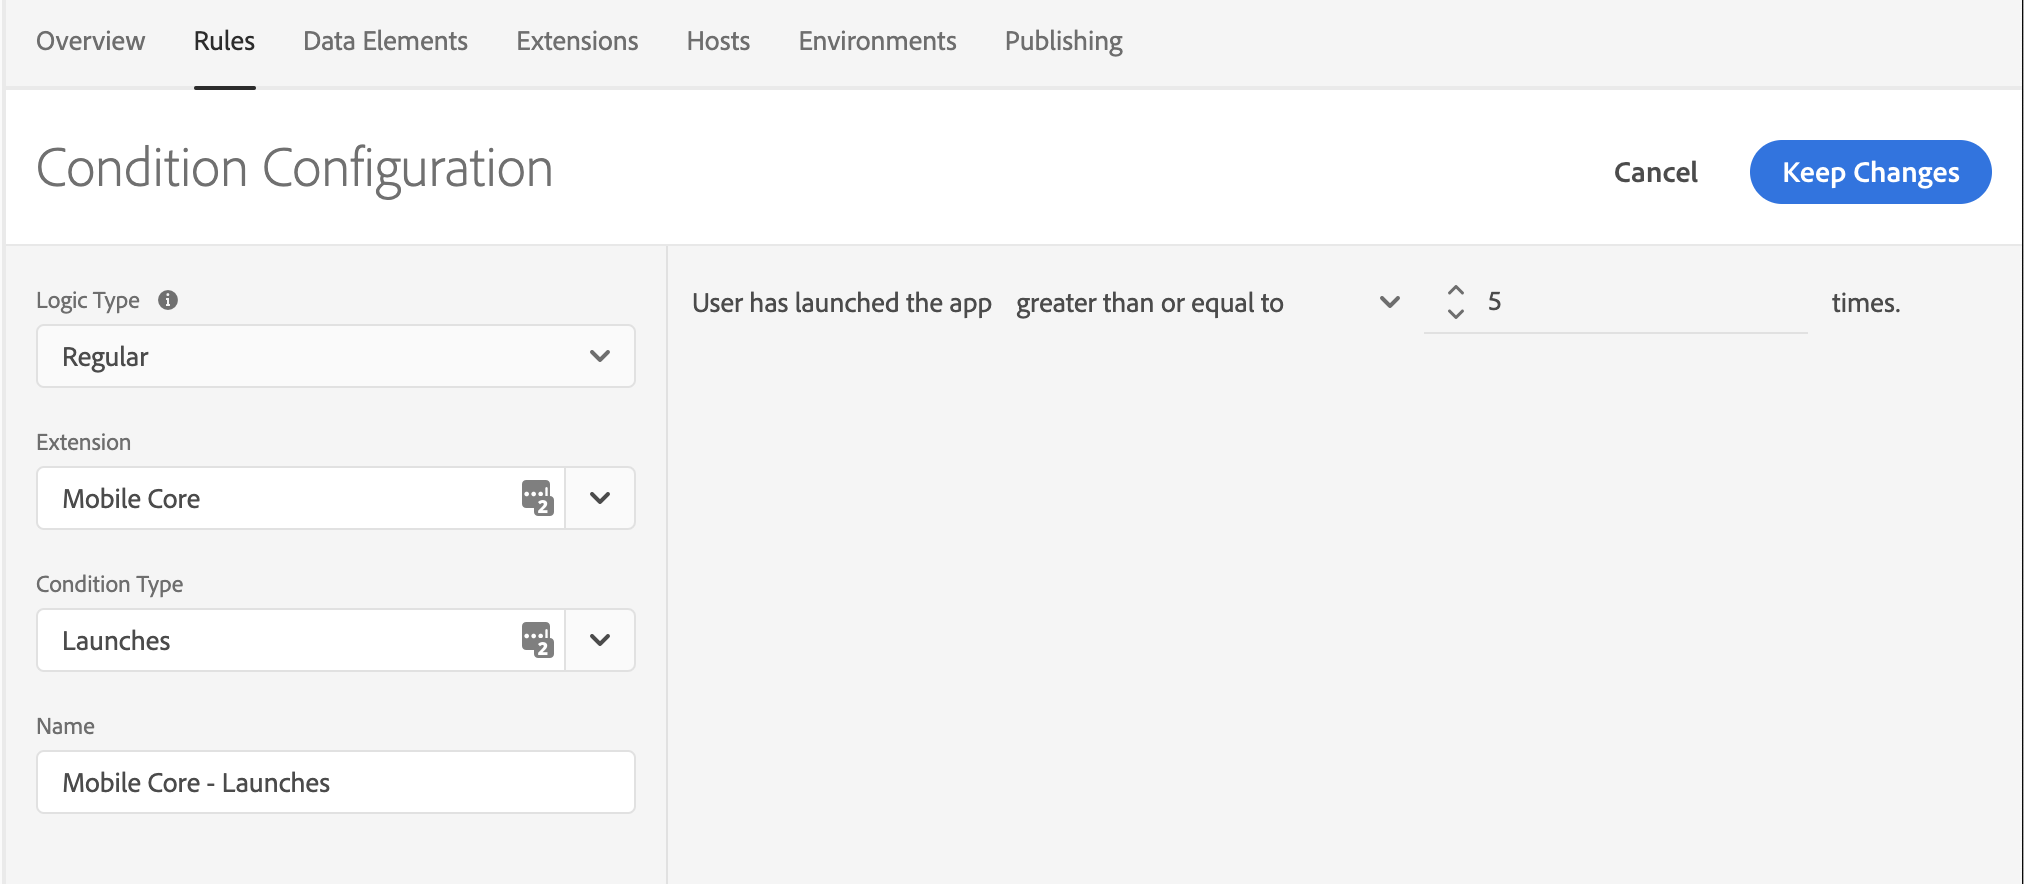 Overview Rules Data Elements Extensions Hosts Environments Publishing
Condition Configuration
Cancel Keep Changes
Logic Type
Regular
Extension
Mobile Core
2
Condition Type
Launches
2
Name
Mobile Core - Launches
User has launched the app greater than or equal to 5 times.